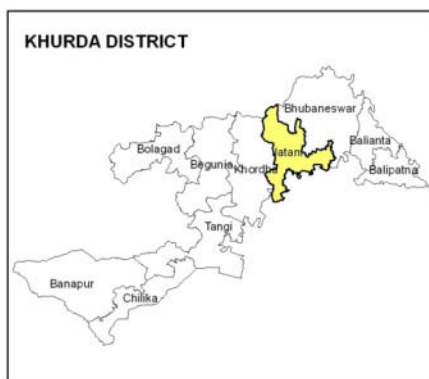 KHURDA DISTRICT
Bhubaneswar
Jatani
Balianta
Bolagad
Begunia
Khordha
Balipatna
Tangi
Banapur
Chilika